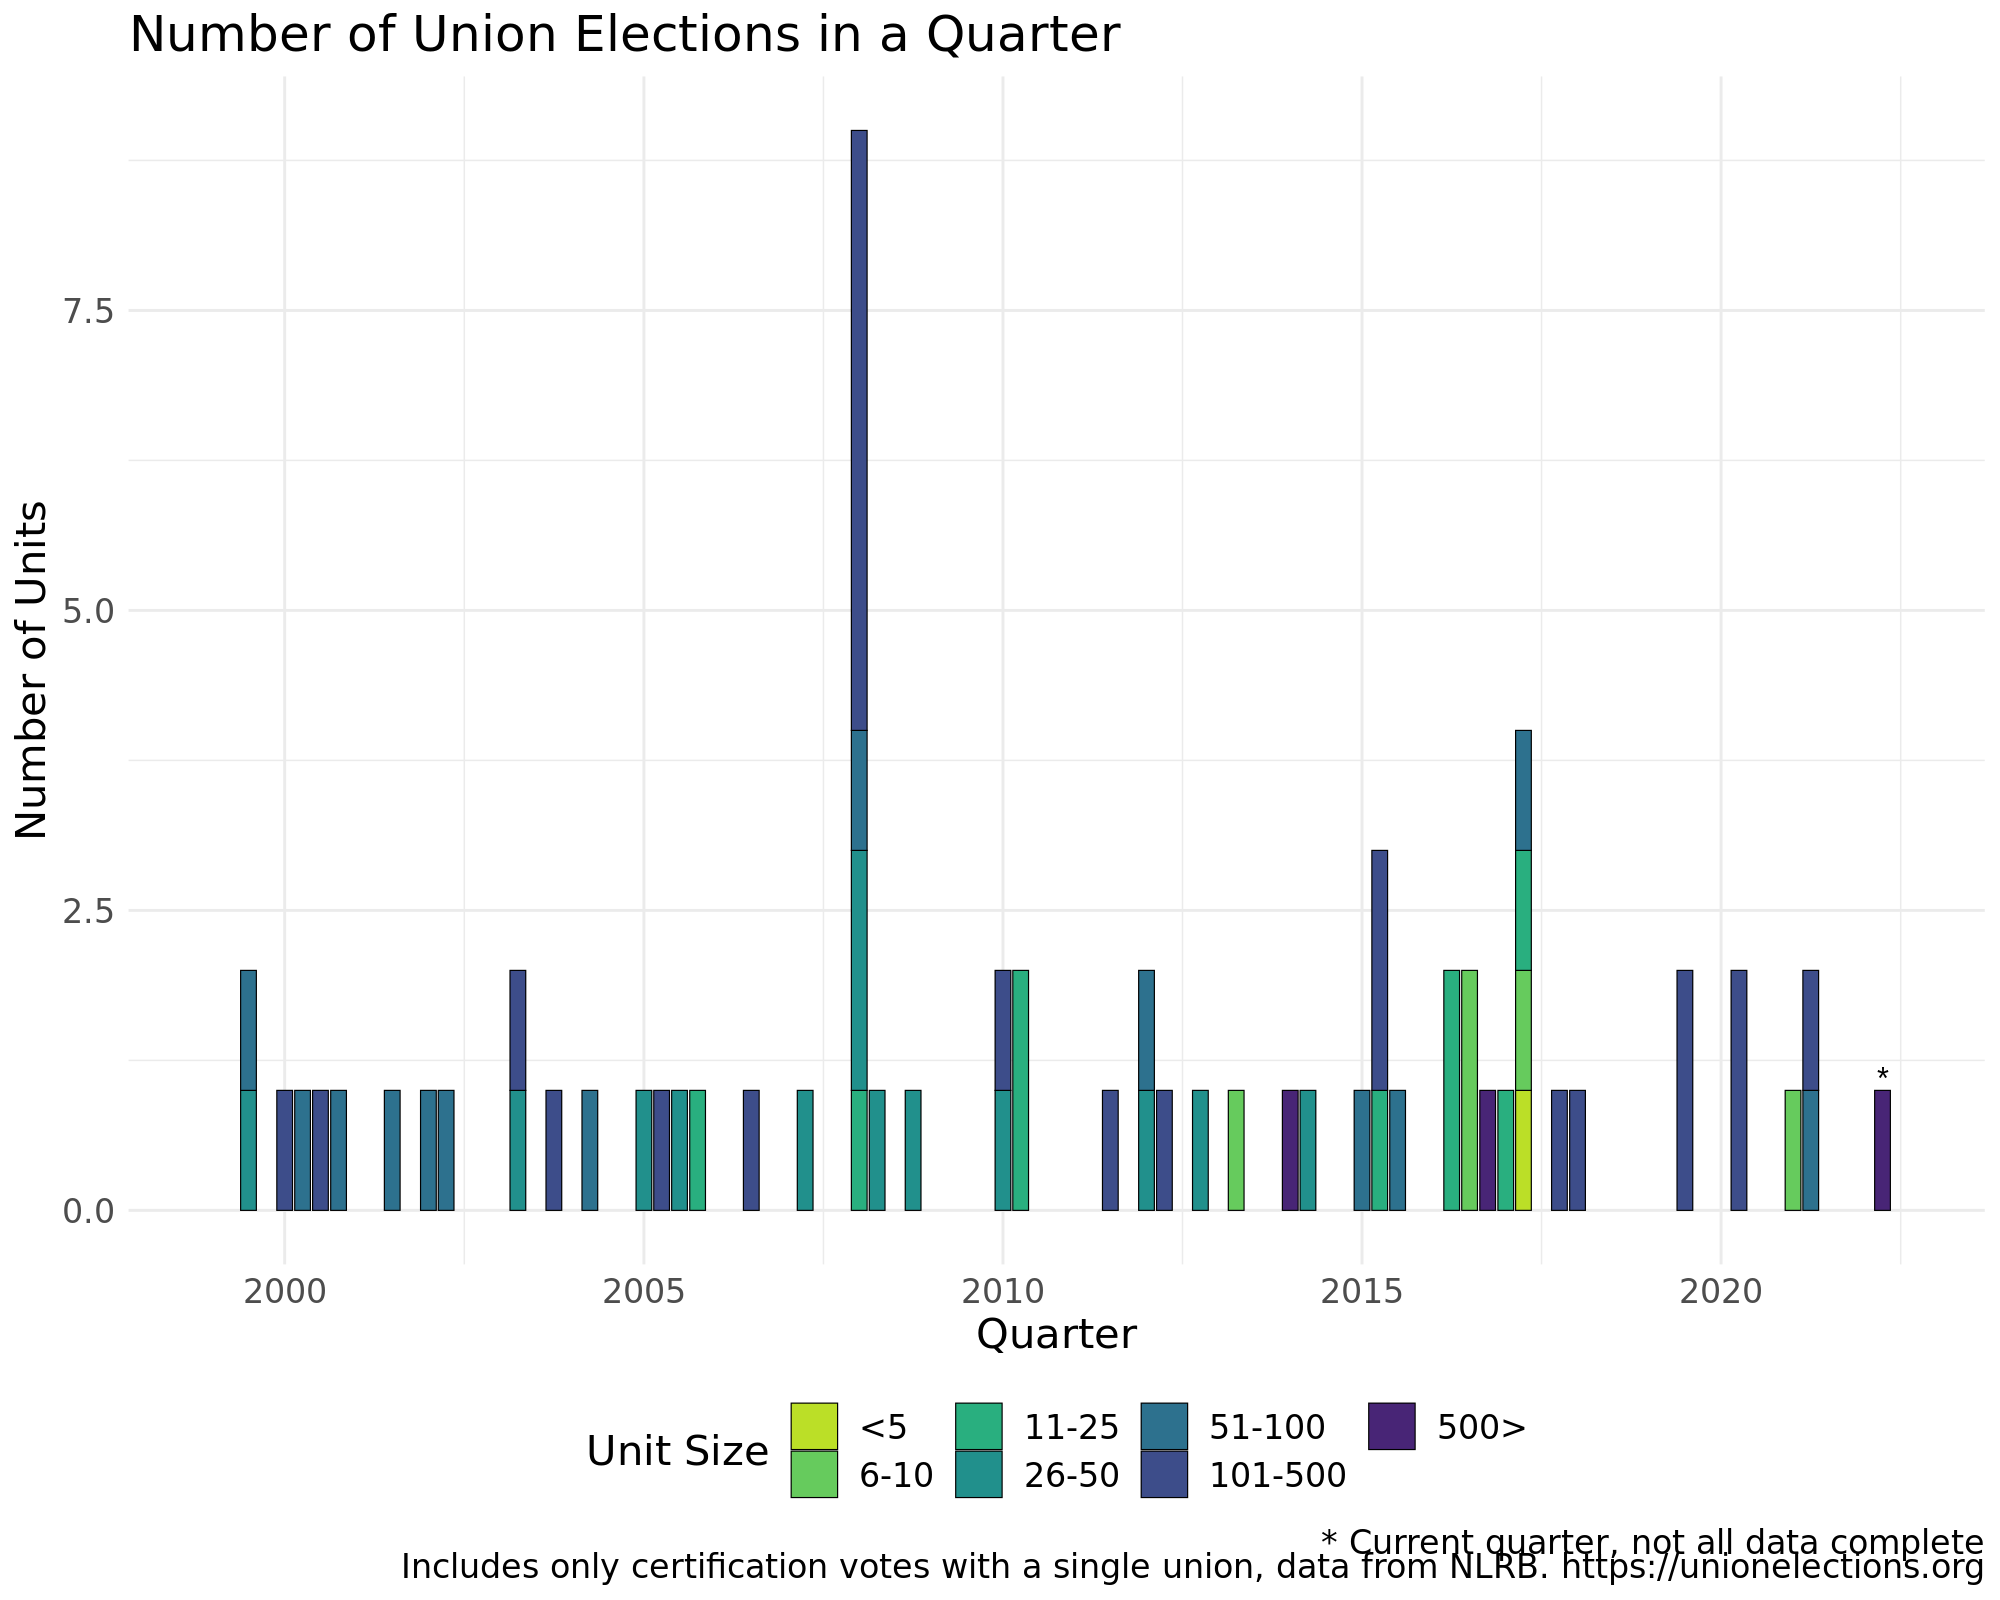 Number of Union Elections in a Quarter
Number of Units
7.5
5.0
2.5
0.0
*
2000 2005 2010 2015 2020
Quarter
Unit Size
<5 11-25 51-100 500>
6-10 26-50 101-500
* Current quarter, not all data complete
Includes only certification votes with a single union, data from NLRB. https://unionelections.org